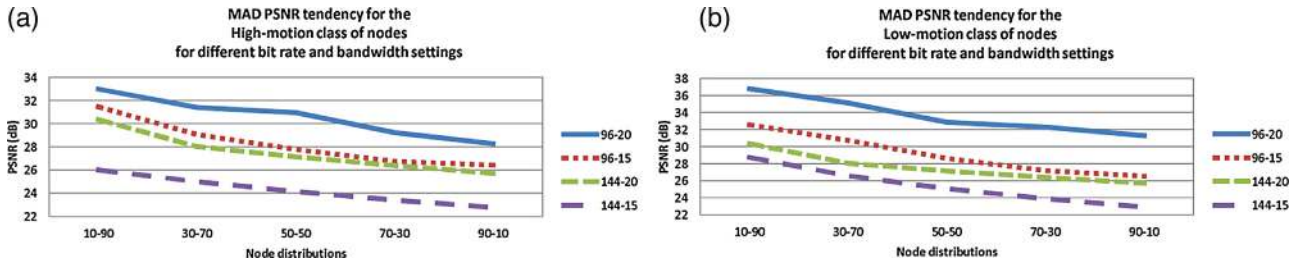 (a)
MAD PSNR tendency for the
High-motion class of nodes
for different bit rate and bandwidth settings
34
32
30
28
26
24
22
PSNR (dB)
10-90 30-70 50-50 70-30 90-10
Node distributions
96-20
96-15
144-20
144-15
(b)
MAD PSNR tendency for the
Low-motion class of nodes
for different bit rate and bandwidth settings
38
36
34
32
30
28
26
24
22
PSNR (dB)
10-90 30-70 50-50 70-30 90-10
Node distributions
96-20
96-15
144-20
144-15